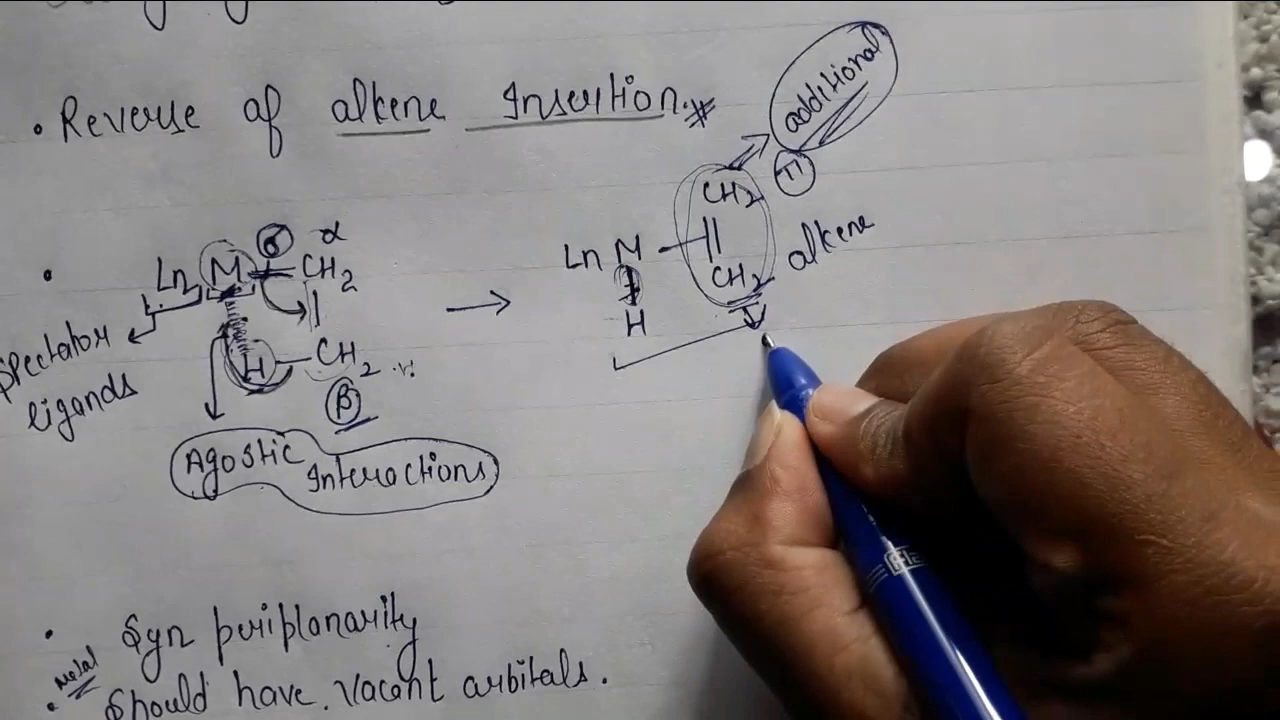 • Reverse of alkene Insertion. #
additional
π
CH2
||
CH2
alkene
Ln M
H
• Ln M σ CH2 α
H — CH2
β
Spectator
ligands
Agostic Interactions
• Syn periplanarity
• Metal Should have vacant orbitals.